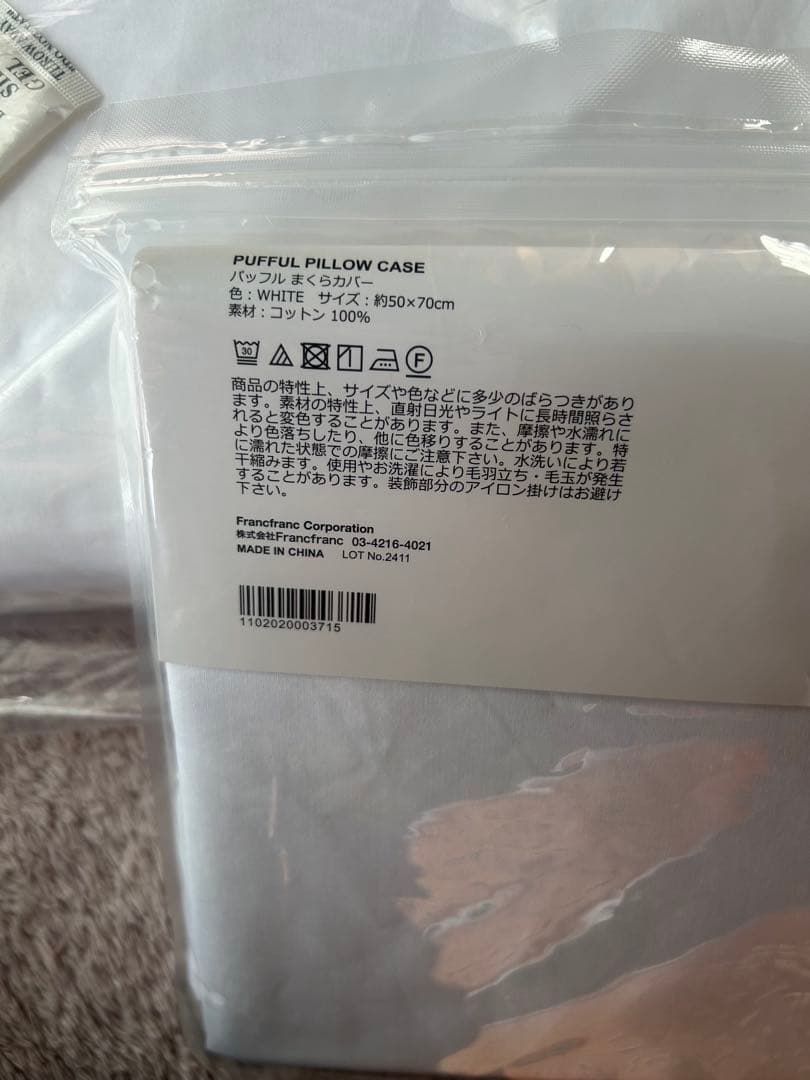 SI
GEL
THROW AWAY
PUFFUL PILLOW CASE
パッフル まくらカバー
色：WHITE サイズ：約50×70cm
素材：コットン 100%
30 F
商品の特性上、サイズや色などに多少のばらつきがあり
ます。素材の特性上、直射日光やライトに長時間照らさ
れると変色することがあります。また、摩擦や水濡れに
より色落ちしたり、他に色移りすることがあります。特
に濡れた状態での摩擦にご注意下さい。水洗いにより若
干縮みます。使用やお洗濯により毛羽立ち・毛玉が発生
することがあります。装飾部分のアイロン掛けはお避け
下さい。
Francfranc Corporation
株式会社Francfranc 03-4216-4021
MADE IN CHINA LOT No.2411
1102020003715